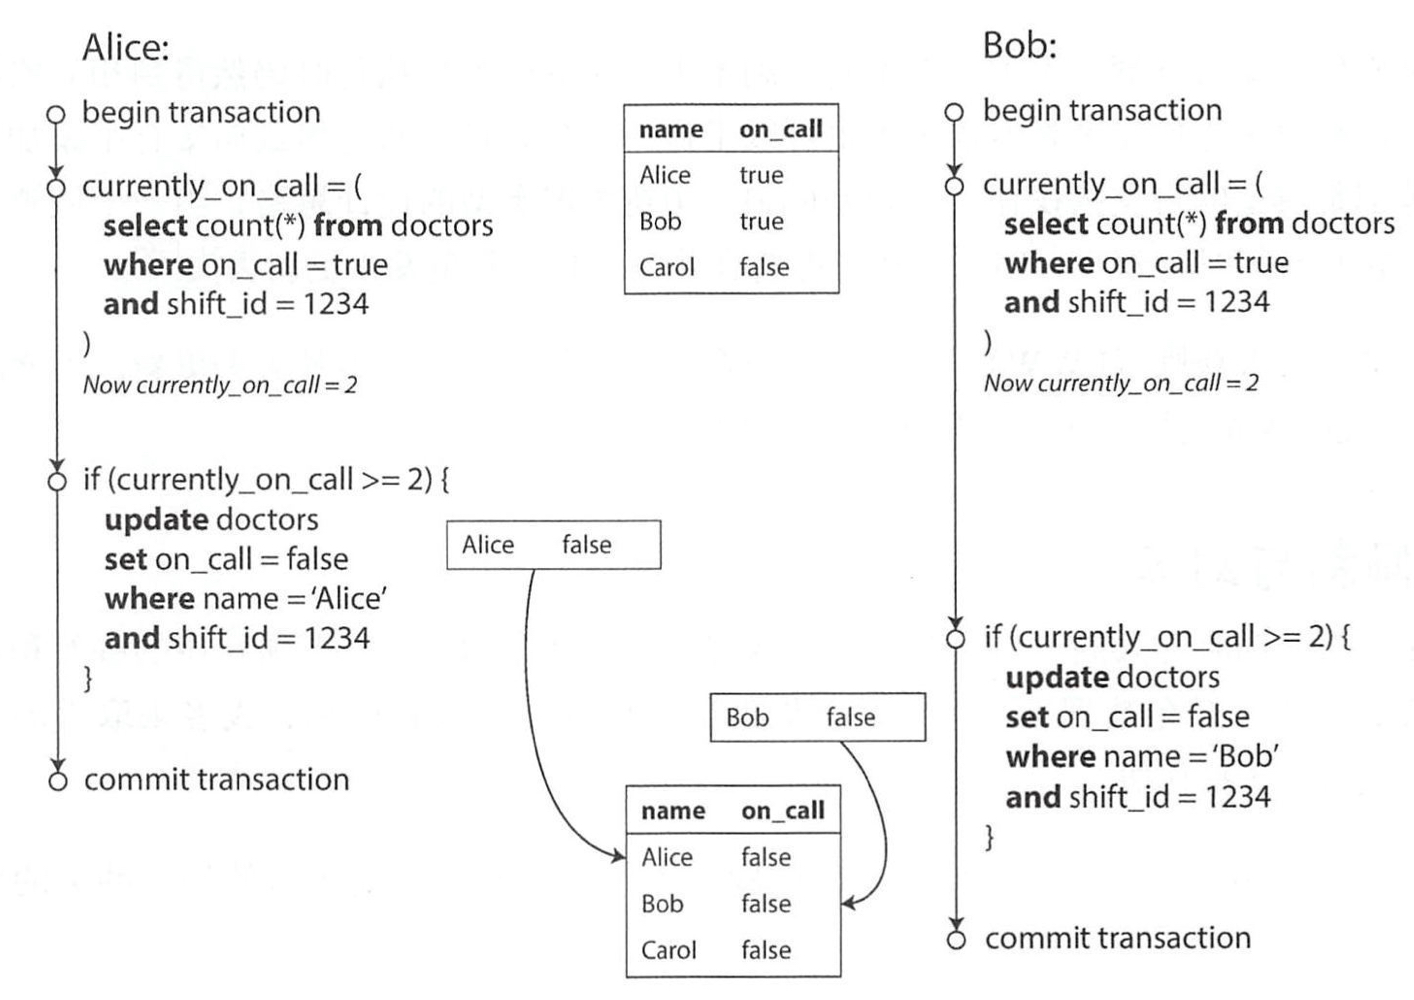 Alice:
begin transaction
currently_on_call = (
select count(*) from doctors
where on_call = true
and shift_id = 1234
)
Now currently_on_call = 2
if (currently_on_call >= 2) {
update doctors
set on_call = false
where name = ‘Alice’
and shift_id = 1234
}
commit transaction
name on_call
Alice true
Bob true
Carol false
Alice false
Bob false
name on_call
Alice false
Bob false
Carol false
Bob:
begin transaction
currently_on_call = (
select count(*) from doctors
where on_call = true
and shift_id = 1234
)
Now currently_on_call = 2
if (currently_on_call >= 2) {
update doctors
set on_call = false
where name = ‘Bob’
and shift_id = 1234
}
commit transaction